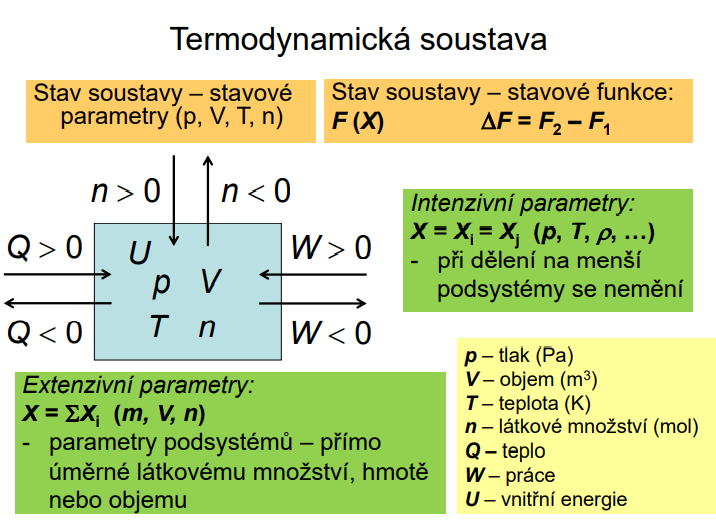 Termodynamická soustava
Stav soustavy – stavové
parametry (p, V, T, n)
Stav soustavy – stavové funkce:
F (X) ΔF = F₂ – F₁
n > 0 n < 0
Q > 0
Q < 0
U
p V
T n
W > 0
W < 0
Intenzivní parametry:
X = Xᵢ = Xⱼ (p, T, ρ, …)
- při dělení na menší
podsystémy se nemění
Extenzivní parametry:
X = ΣXᵢ (m, V, n)
- parametry podsystémů – přímo
úměrné látkovému množství, hmotě
nebo objemu
p – tlak (Pa)
V – objem (m³)
T – teplota (K)
n – látkové množství (mol)
Q – teplo
W – práce
U – vnitřní energie